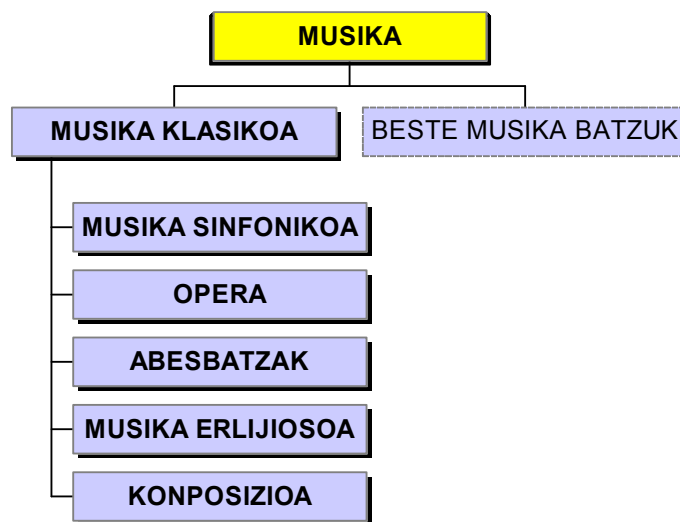 MUSIKA
MUSIKA KLASIKOA
BESTE MUSIKA BATZUK
MUSIKA SINFONIKOA
OPERA
ABESBATZAK
MUSIKA ERLIJIOSOA
KONPOSIZIOA